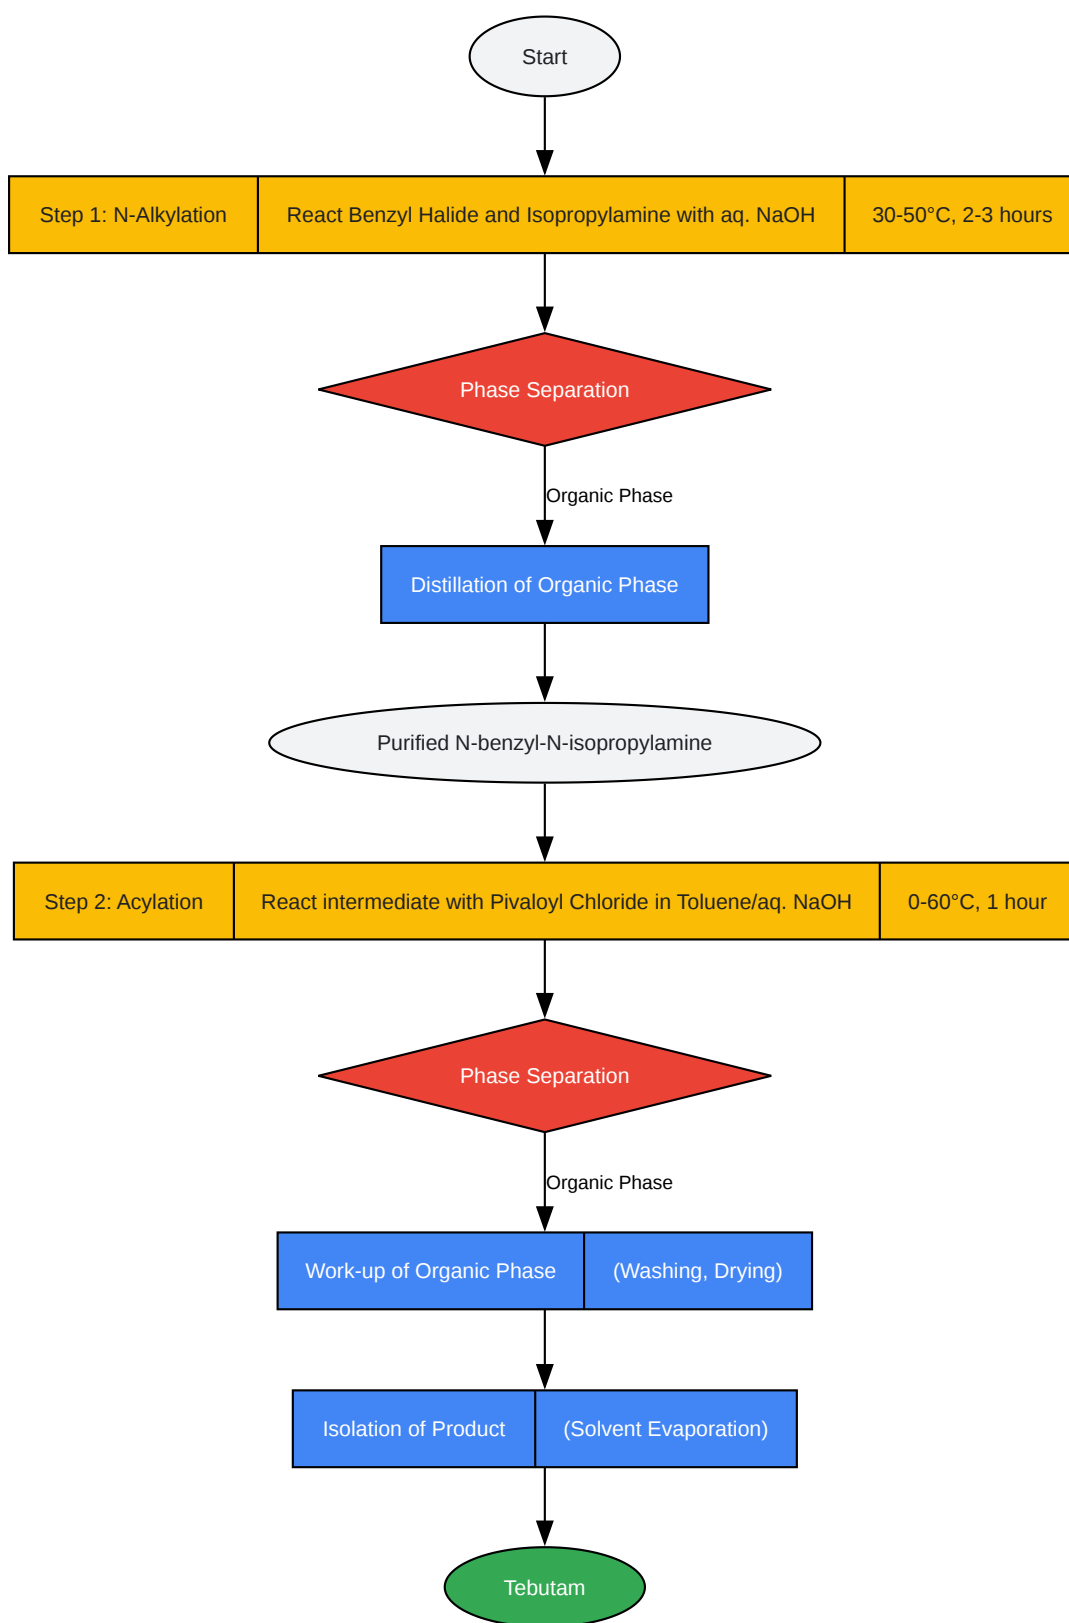 Start
Step 1: N-Alkylation
React Benzyl Halide and Isopropylamine with aq. NaOH
30-50°C, 2-3 hours
Phase Separation
Organic Phase
Distillation of Organic Phase
Purified N-benzyl-N-isopropylamine
Step 2: Acylation
React intermediate with Pivaloyl Chloride in Toluene/aq. NaOH
0-60°C, 1 hour
Phase Separation
Organic Phase
Work-up of Organic Phase
(Washing, Drying)
Isolation of Product
(Solvent Evaporation)
Tebutam